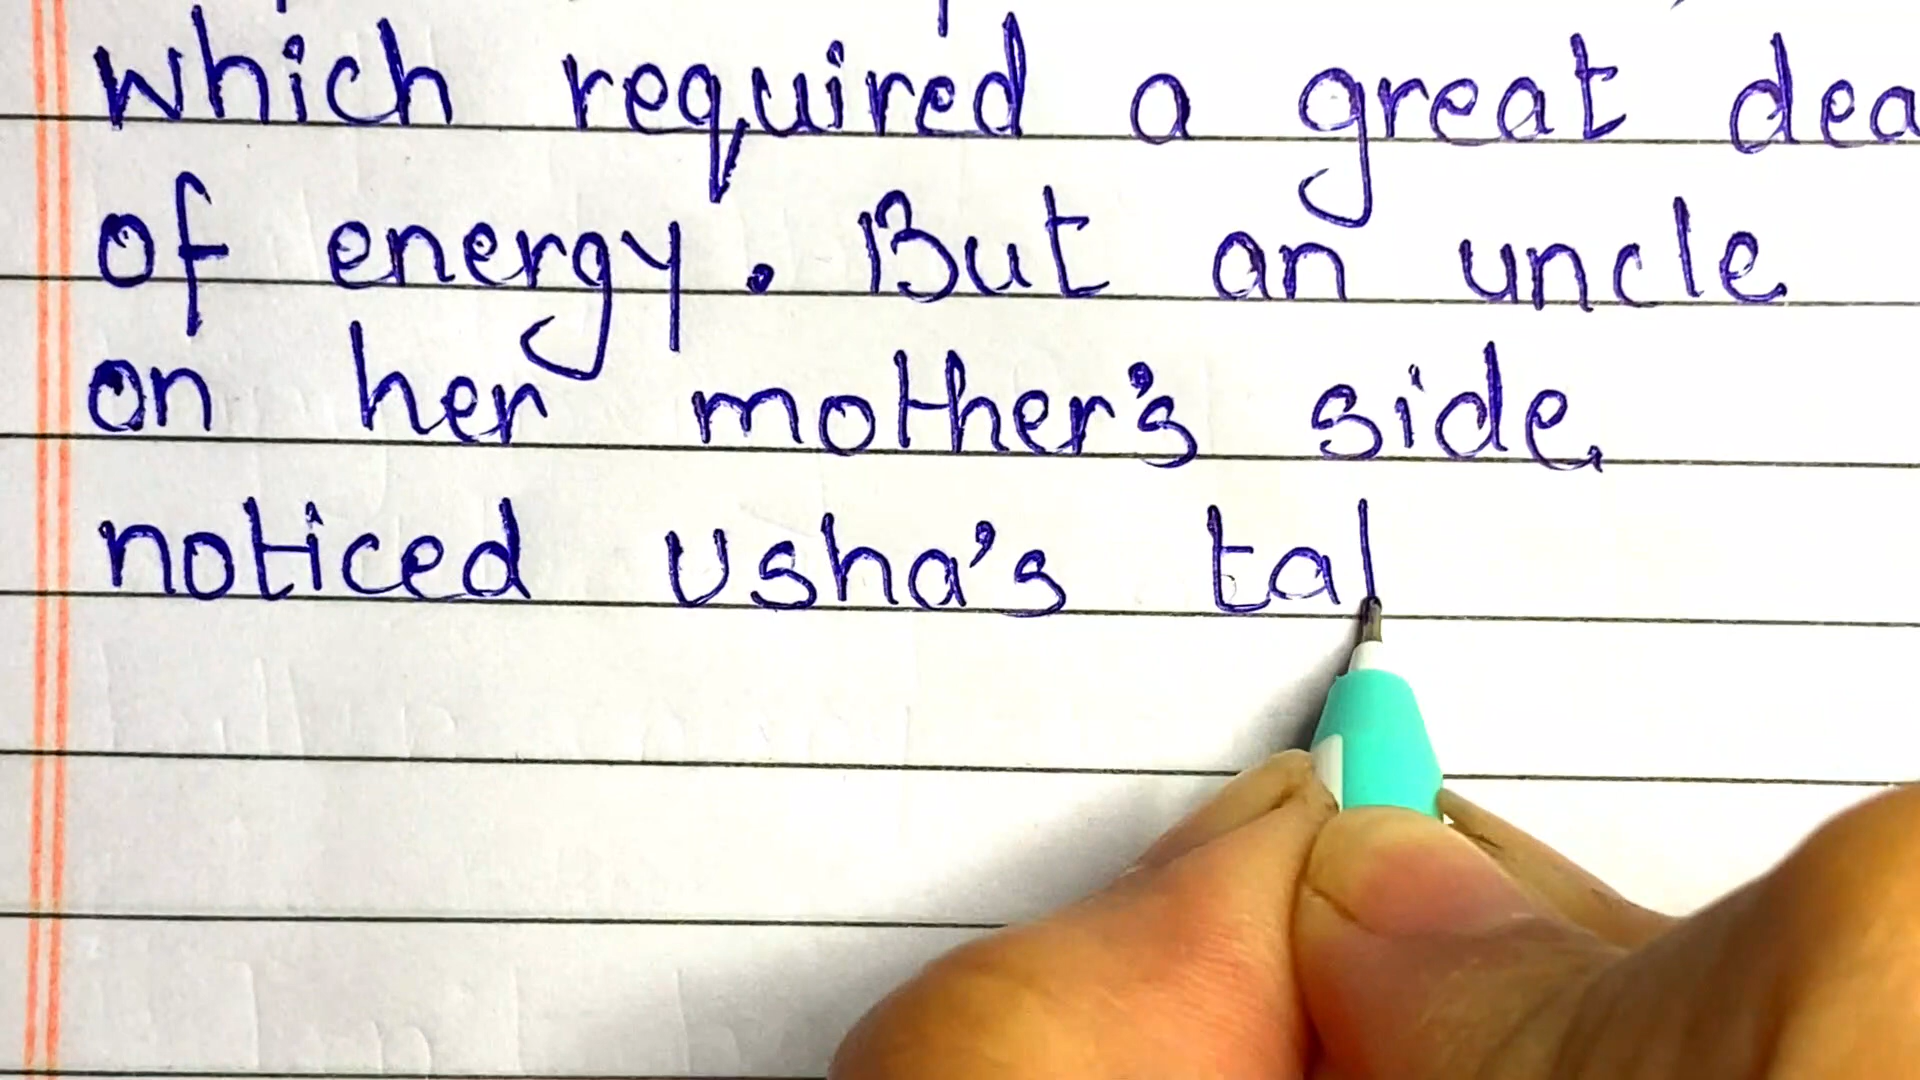 which required a great dea
of energy. But an uncle
on her mother's side
noticed Usha's tal